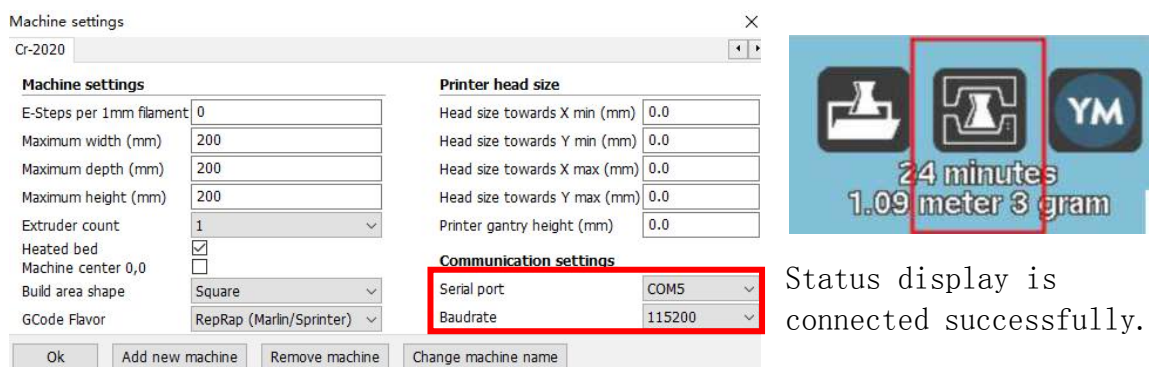 Machine settings
Cr-2020
Machine settings
E-Steps per 1mm filament 0
Maximum width (mm) 200
Maximum depth (mm) 200
Maximum height (mm) 200
Extruder count 1
Heated bed
Machine center 0,0
Build area shape Square
GCode Flavor RepRap (Marlin/Sprinter)
Printer head size
Head size towards X min (mm) 0.0
Head size towards Y min (mm) 0.0
Head size towards X max (mm) 0.0
Head size towards Y max (mm) 0.0
Printer gantry height (mm) 0.0
Communication settings
Serial port COM5
Baudrate 115200
Ok Add new machine Remove machine Change machine name
YM
24 minutes
1.09 meter 3 gram
Status display is
connected successfully.